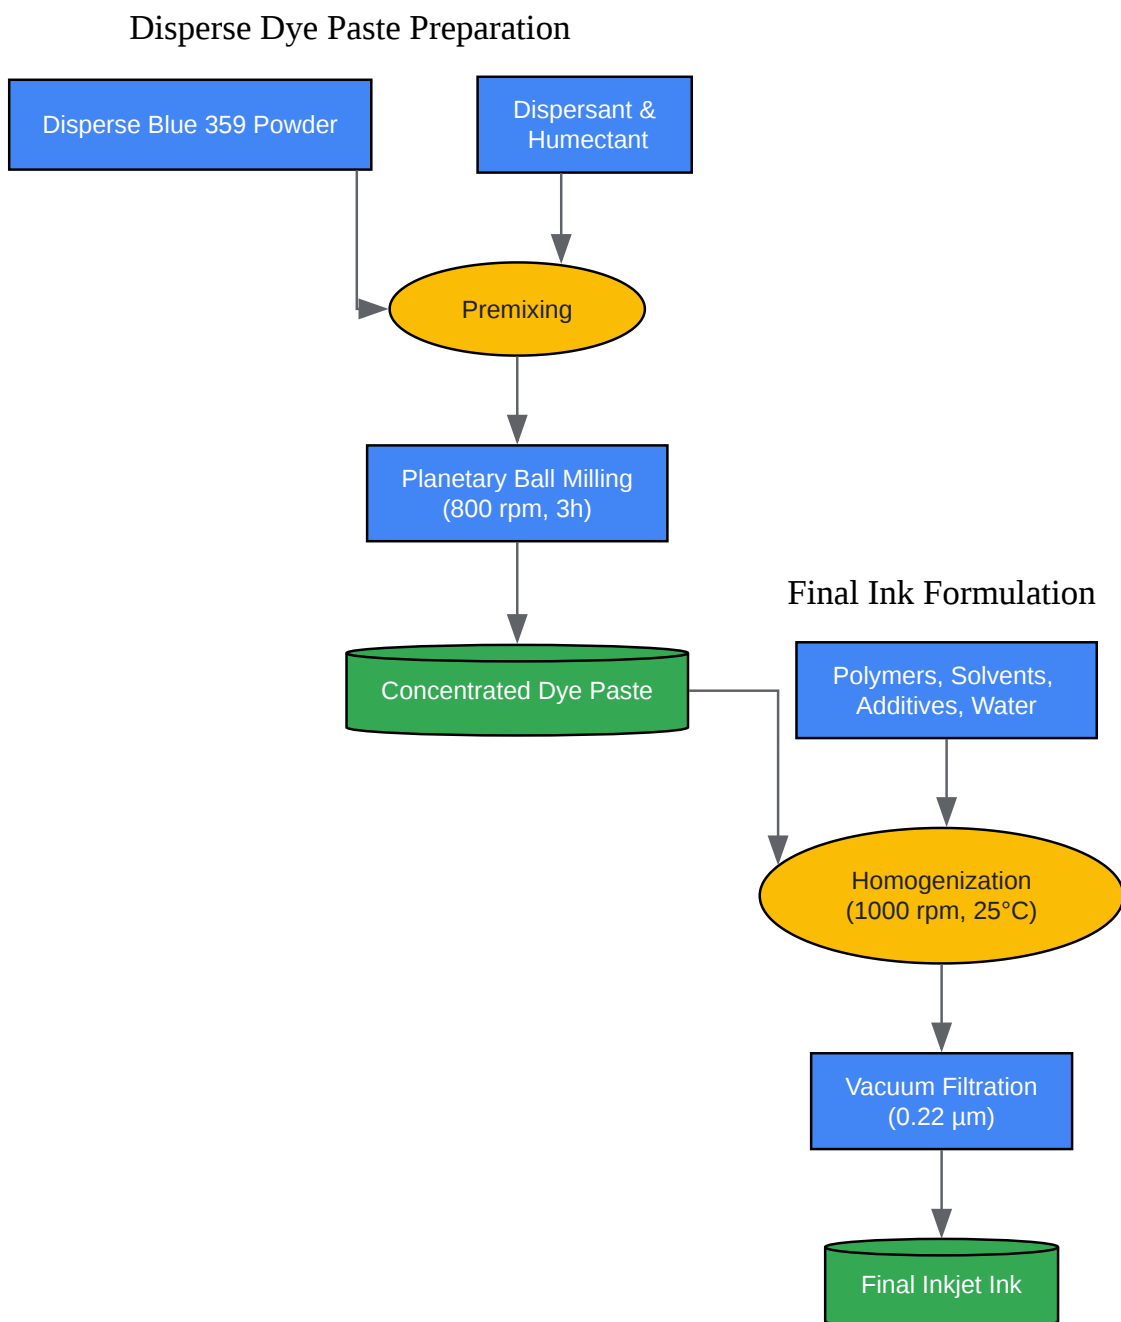 Disperse Dye Paste Preparation
Disperse Blue 359 Powder
Dispersant &
Humectant
Premixing
Planetary Ball Milling
(800 rpm, 3h)
Concentrated Dye Paste
Final Ink Formulation
Polymers, Solvents,
Additives, Water
Homogenization
(1000 rpm, 25°C)
Vacuum Filtration
(0.22 µm)
Final Inkjet Ink